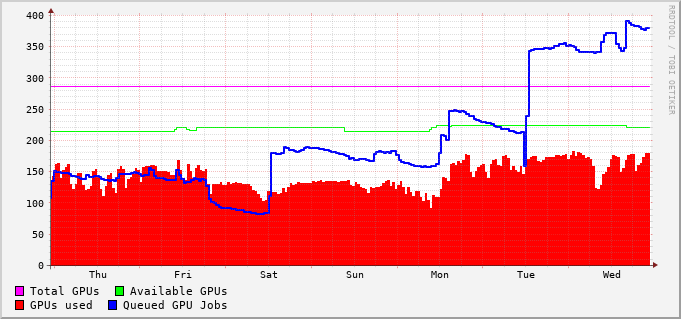 400
350
300
250
200
150
100
50
0
Thu Fri Sat Sun Mon Tue Wed
RRDTOOL / TOBI OETIKER
Total GPUs Available GPUs
GPUs used Queued GPU Jobs